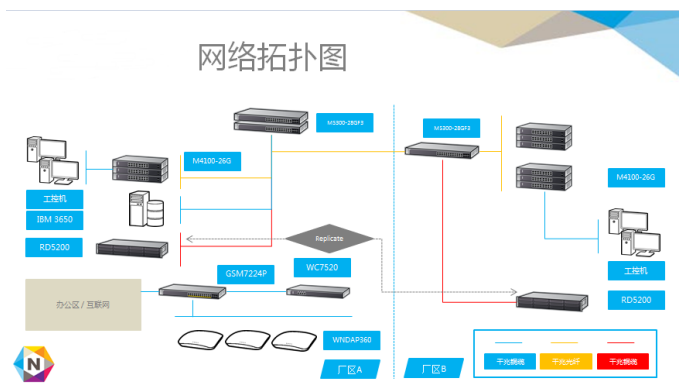 网络拓扑图
M5300-28GF3
M5300-28GF3
M4100-26G
M4100-26G
工控机
IBM 3650
RD5200
Replicate
工控机
GSM7224P
WC7520
RD5200
办公区 / 互联网
WNDAP360
厂区A
厂区B
千兆铜缆
千兆光纤
千兆铜缆
N